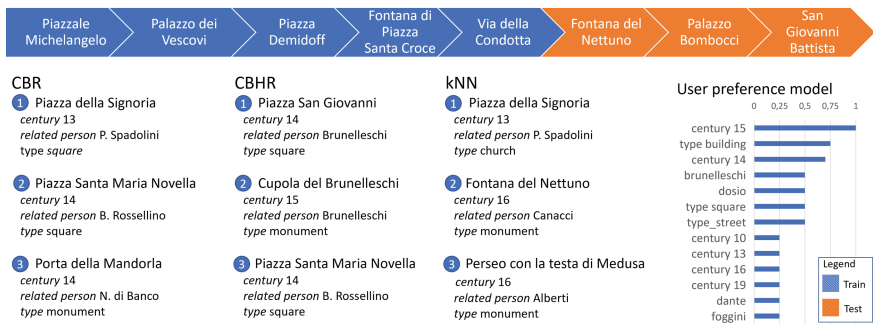 Piazzale
Michelangelo
Palazzo dei
Vescovi
Piazza
Demidoff
Fontana di
Piazza
Santa Croce
Via della
Condotta
Fontana del
Nettuno
Palazzo
Bombocci
San
Giovanni
Battista
CBR
1 Piazza della Signoria
century 13
related person P. Spadolini
type square
2 Piazza Santa Maria Novella
century 14
related person B. Rossellino
type square
3 Porta della Mandorla
century 14
related person N. di Banco
type monument
CBHR
1 Piazza San Giovanni
century 14
related person Brunelleschi
type square
2 Cupola del Brunelleschi
century 15
related person Brunelleschi
type monument
3 Piazza Santa Maria Novella
century 14
related person B. Rossellino
type square
kNN
1 Piazza della Signoria
century 13
related person P. Spadolini
type church
2 Fontana del Nettuno
century 16
related person Canacci
type monument
3 Perseo con la testa di Medusa
century 16
related person Alberti
type monument
User preference model
0 0,25 0,5 0,75 1
century 15
type building
century 14
brunelleschi
dosio
type square
type_street
century 10
century 13
century 16
century 19
dante
foggini
Legend
Train
Test